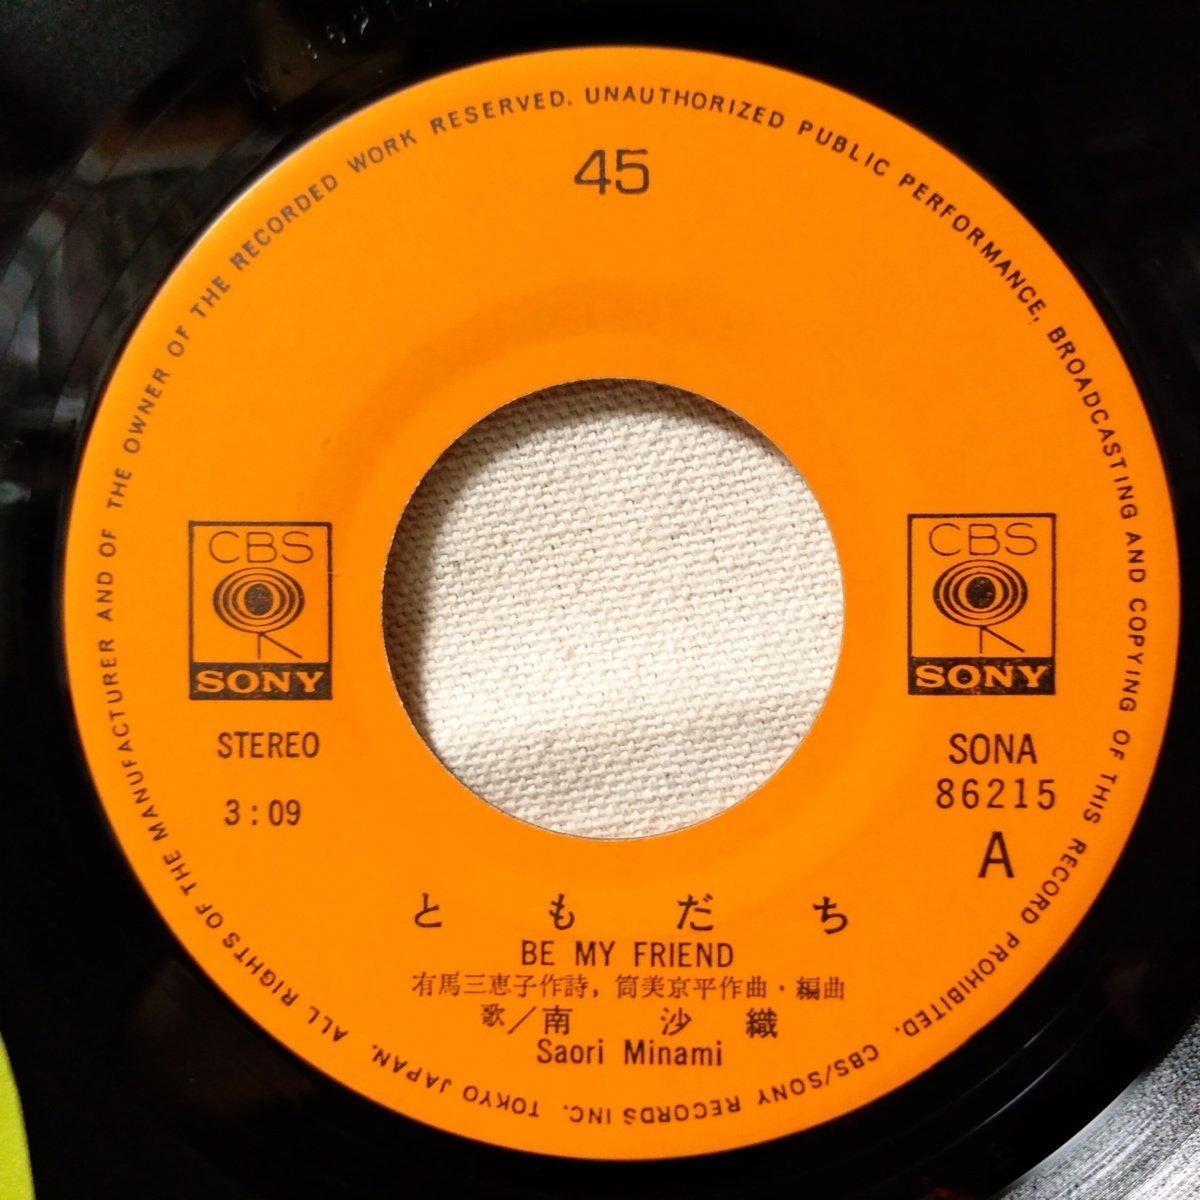 45
CBS
SONY
CBS
SONY
STEREO
3:09
SONA
86215
A
ともだち
BE MY FRIEND
有馬三恵子作詩，筒美京平作曲・編曲
歌／南 沙 織
Saori Minami
ALL RIGHTS OF THE MANUFACTURER AND OF THE OWNER OF THE RECORDED WORK RESERVED. UNAUTHORIZED PUBLIC PERFORMANCE, BROADCASTING AND COPYING OF THIS RECORD PROHIBITED. CBS/SONY RECORDS INC. TOKYO JAPAN.